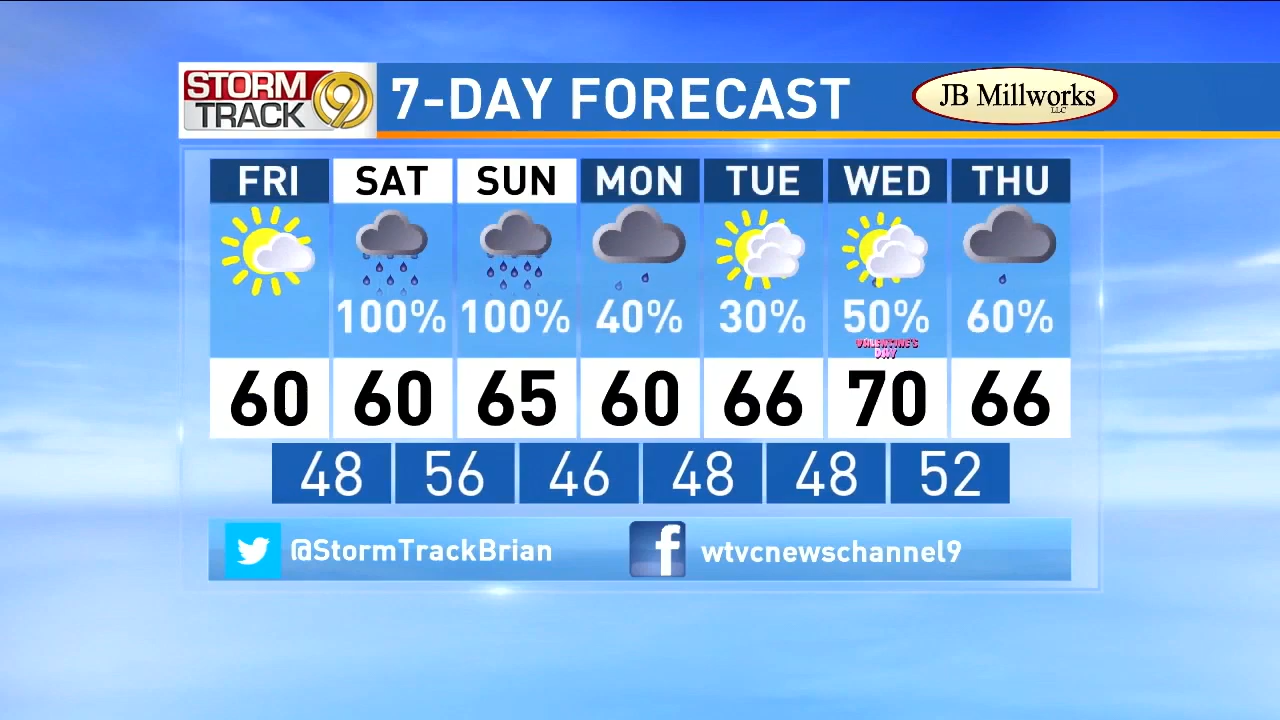 STORM TRACK 9
7-DAY FORECAST
JB Millworks
LLC
FRI SAT SUN MON TUE WED THU
100% 100% 40% 30% 50% 60%
VALENTINE'S
DAY
60 60 65 60 66 70 66
48 56 46 48 48 52
@StormTrackBrian wtvcnewschannel9